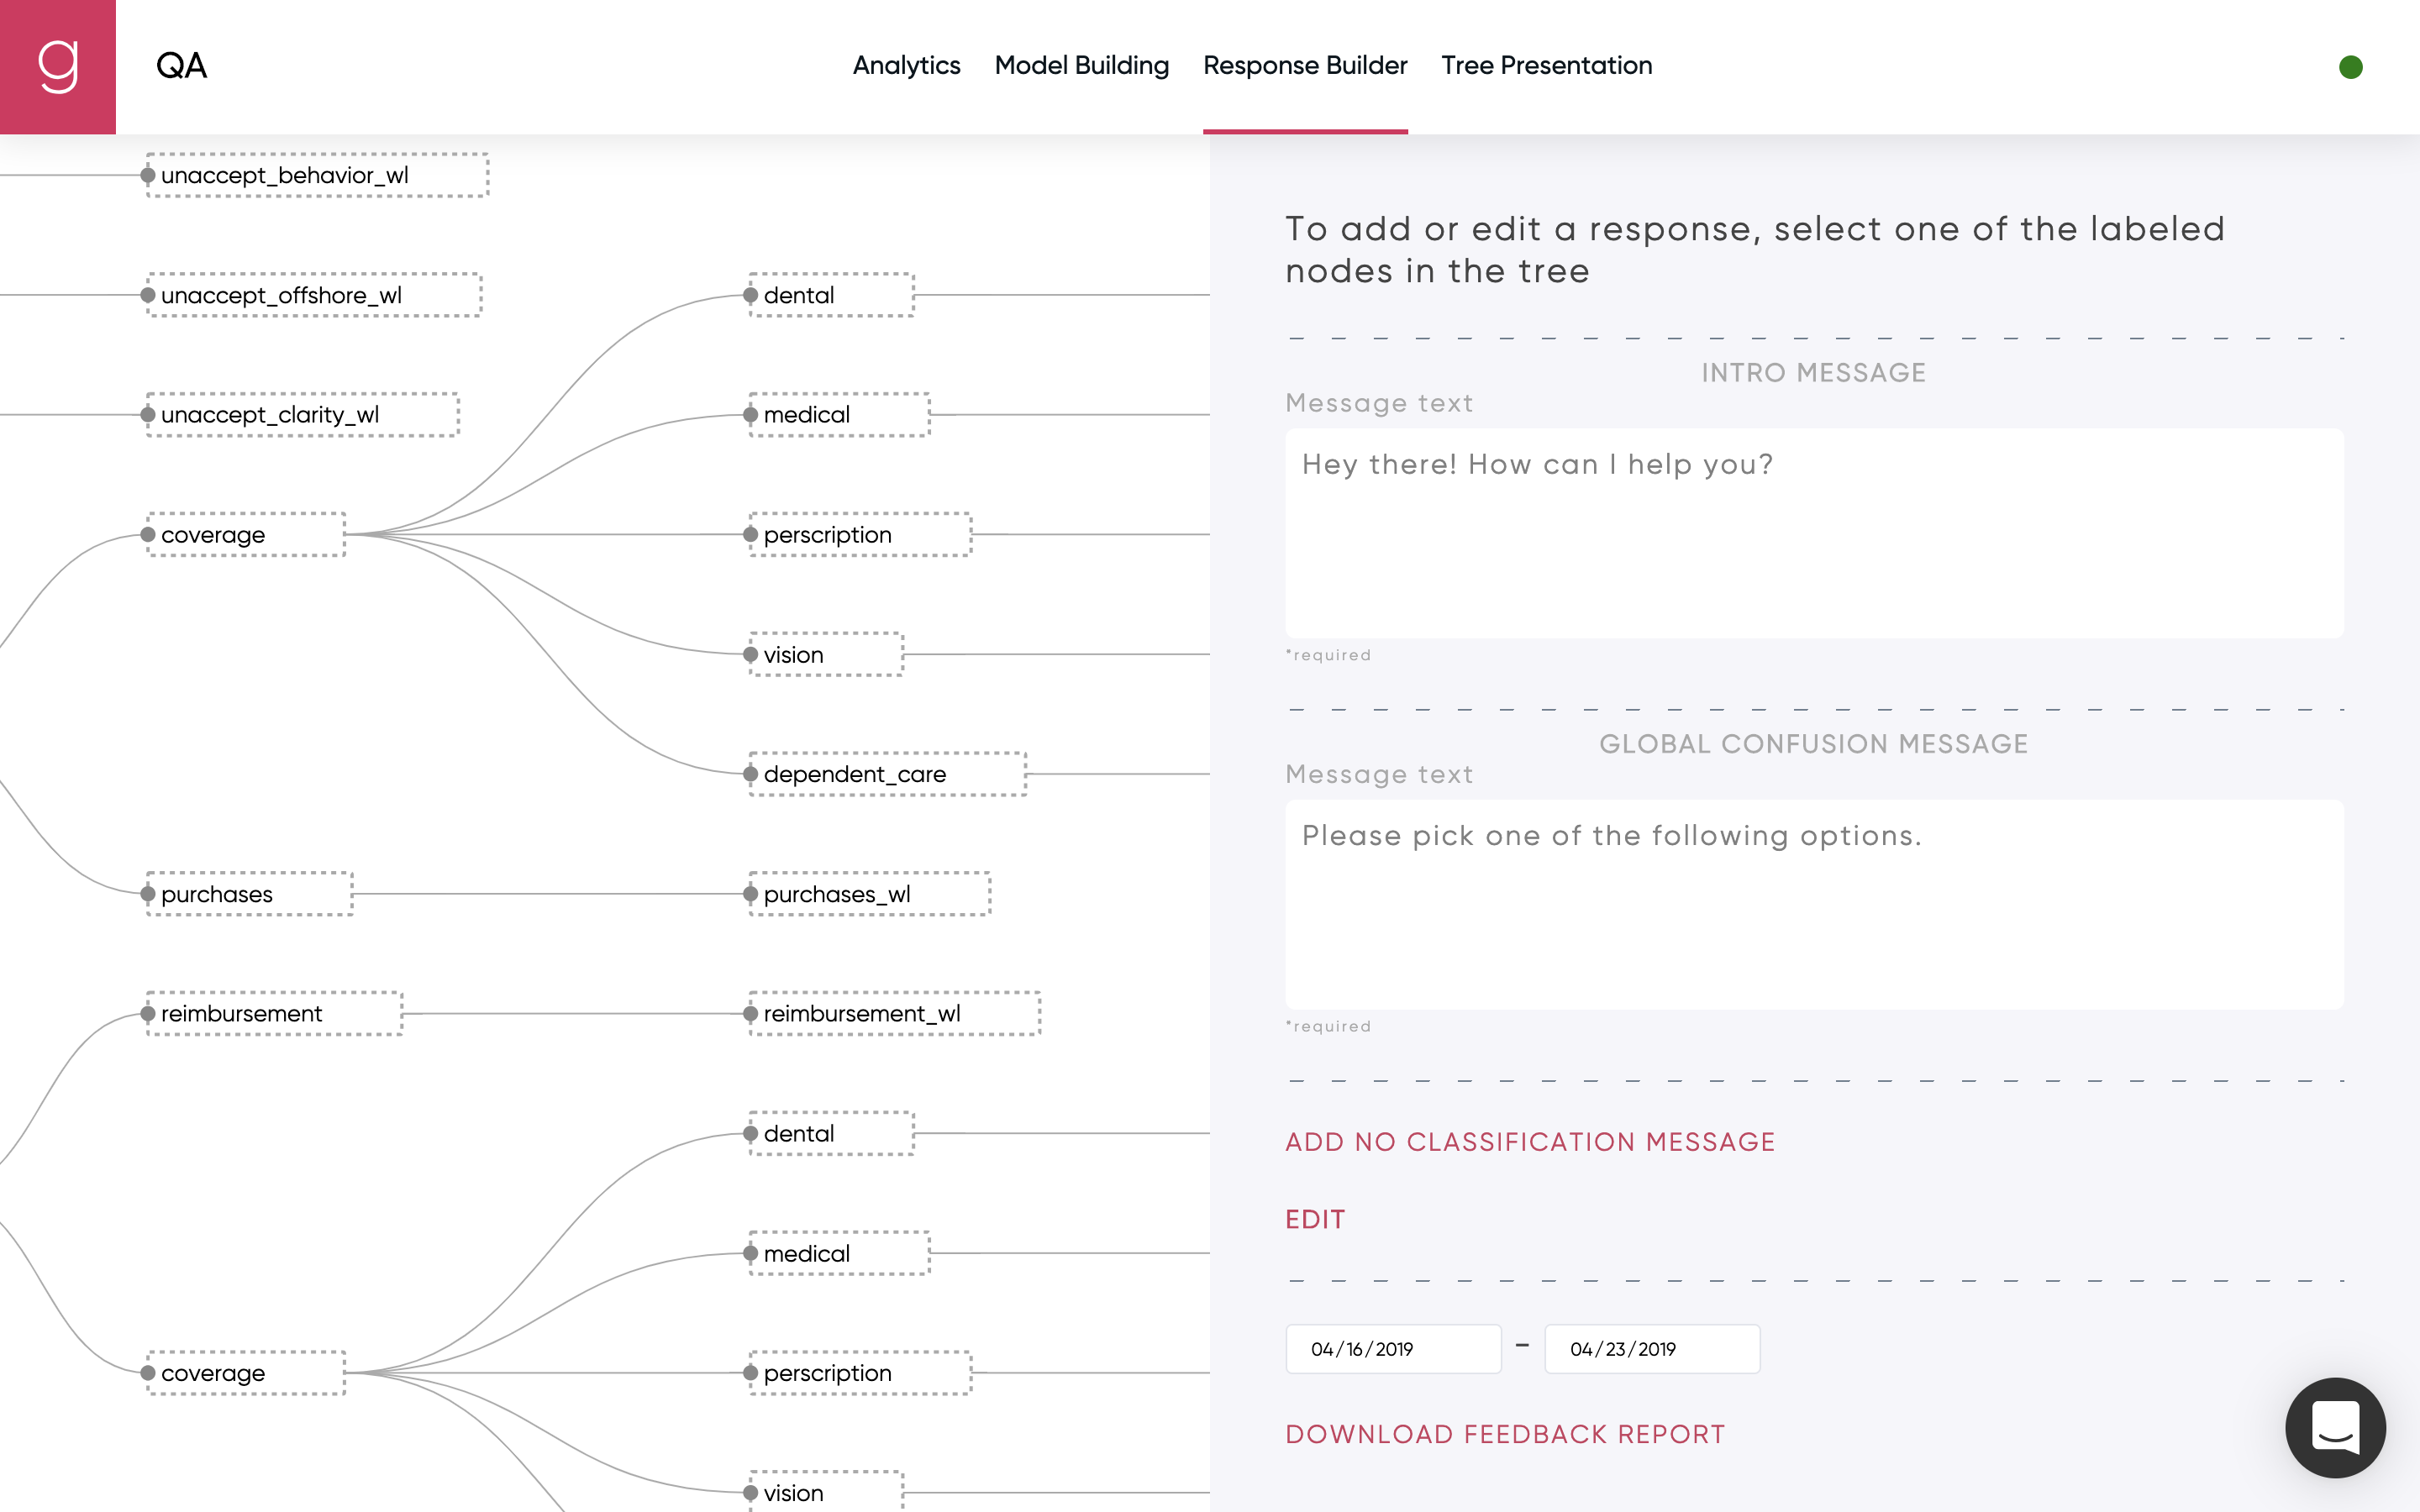 g
QA
Analytics
Model Building
Response Builder
Tree Presentation
unaccept_behavior_wl
unaccept_offshore_wl
unaccept_clarity_wl
coverage
dental
medical
perscription
vision
dependent_care
purchases
purchases_wl
reimbursement
reimbursement_wl
coverage
dental
medical
perscription
vision
To add or edit a response, select one of the labeled
nodes in the tree
INTRO MESSAGE
Message text
Hey there! How can I help you?
*required
GLOBAL CONFUSION MESSAGE
Message text
Please pick one of the following options.
*required
ADD NO CLASSIFICATION MESSAGE
EDIT
04/16/2019 – 04/23/2019
DOWNLOAD FEEDBACK REPORT